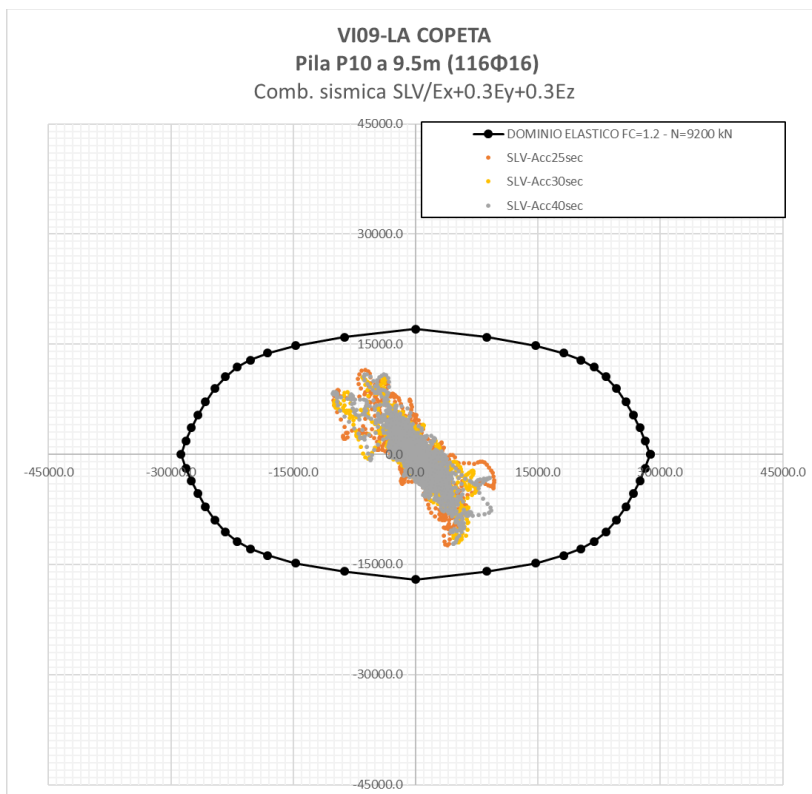 VI09-LA COPETA
Pila P10 a 9.5m (116Φ16)
Comb. sismica SLV/Ex+0.3Ey+0.3Ez
45000.0
DOMINIO ELASTICO FC=1.2 - N=9200 kN
SLV-Acc25sec
SLV-Acc30sec
SLV-Acc40sec
30000.0
15000.0
-45000.0 -30000.0 -15000.0 0.0 0.0 15000.0 30000.0 45000.0
-15000.0
-30000.0
-45000.0